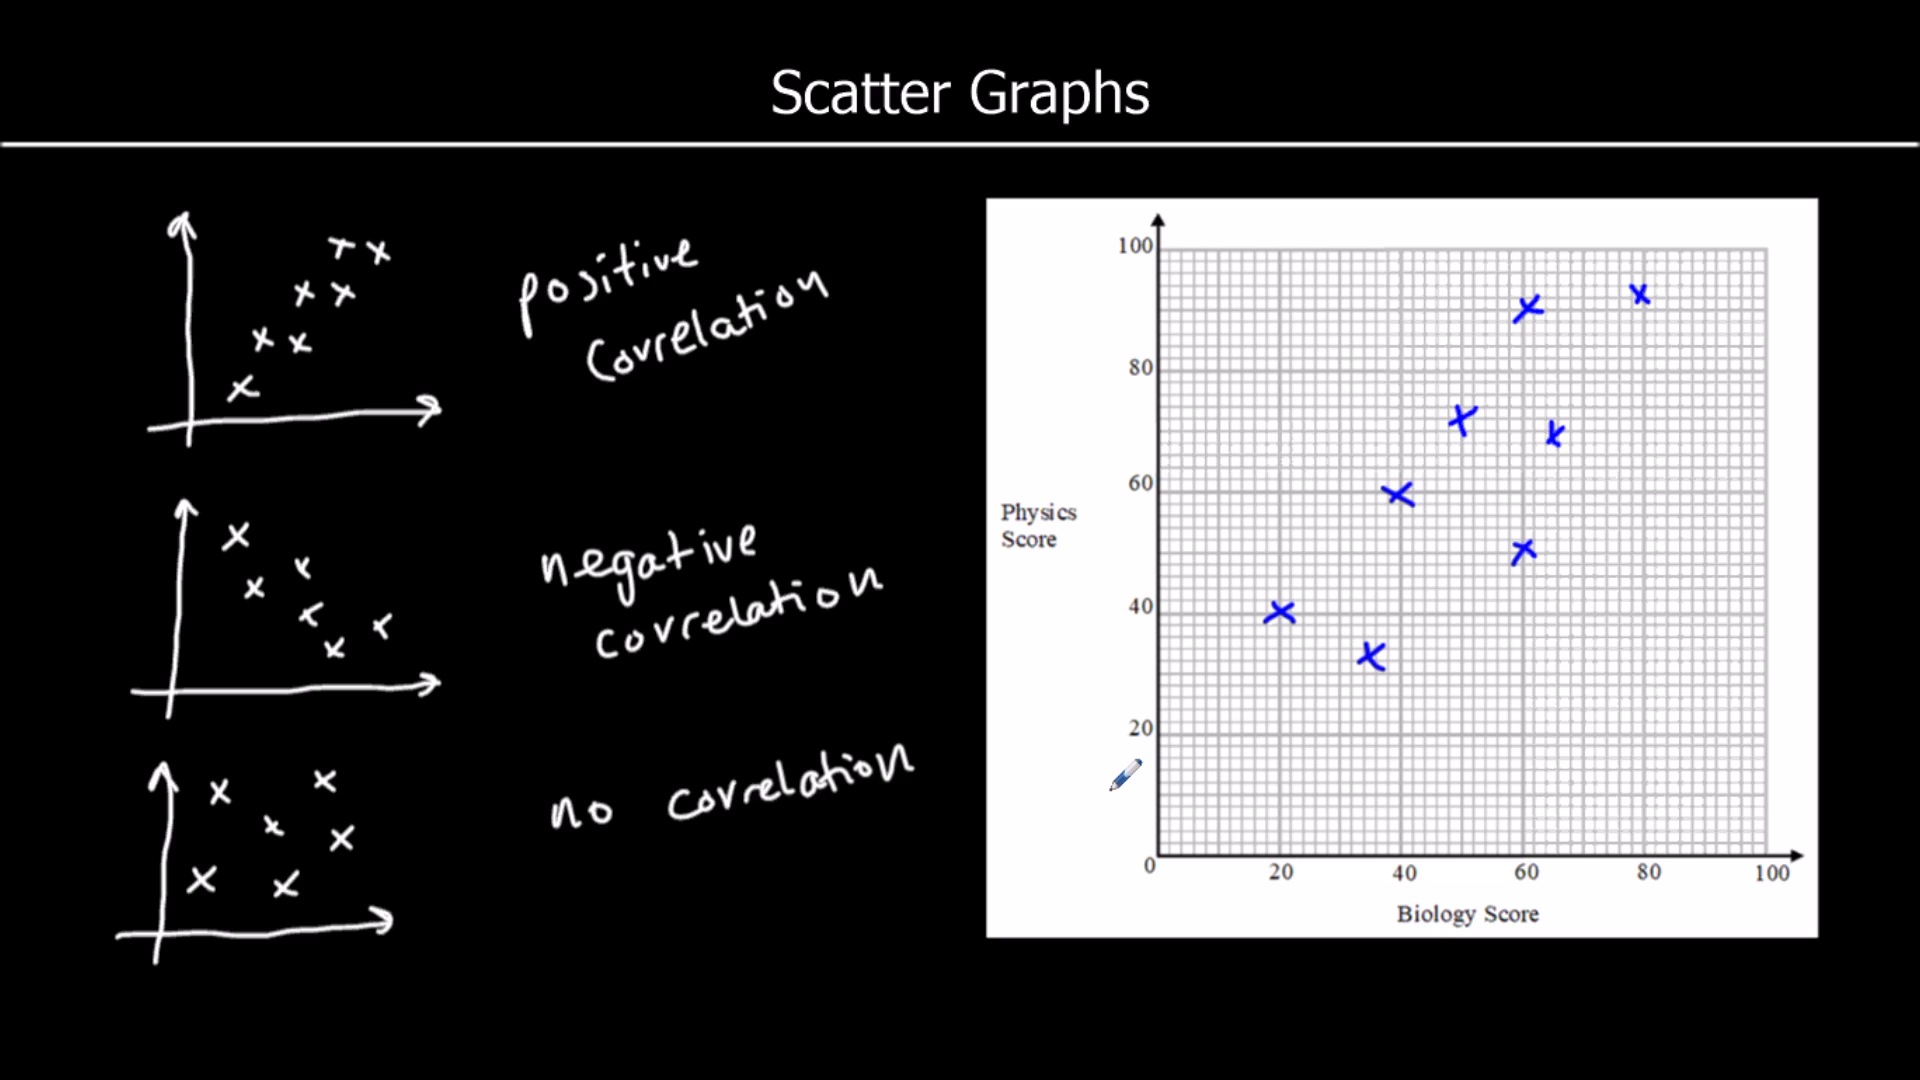 Scatter Graphs
positive
correlation
negative
correlation
no correlation
100
80
60
Physics
Score
40
20
0
20 40 60 80 100
Biology Score